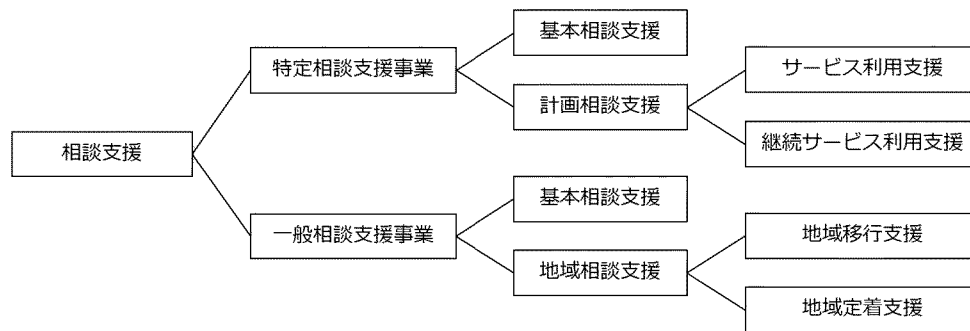 相談支援
特定相談支援事業
基本相談支援
計画相談支援
サービス利用支援
継続サービス利用支援
一般相談支援事業
基本相談支援
地域相談支援
地域移行支援
地域定着支援